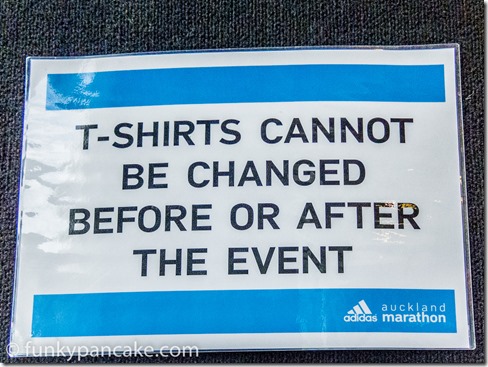 T-SHIRTS CANNOT
BE CHANGED
BEFORE OR AFTER
THE EVENT
adidas
auckland
marathon
© funkypancake.com